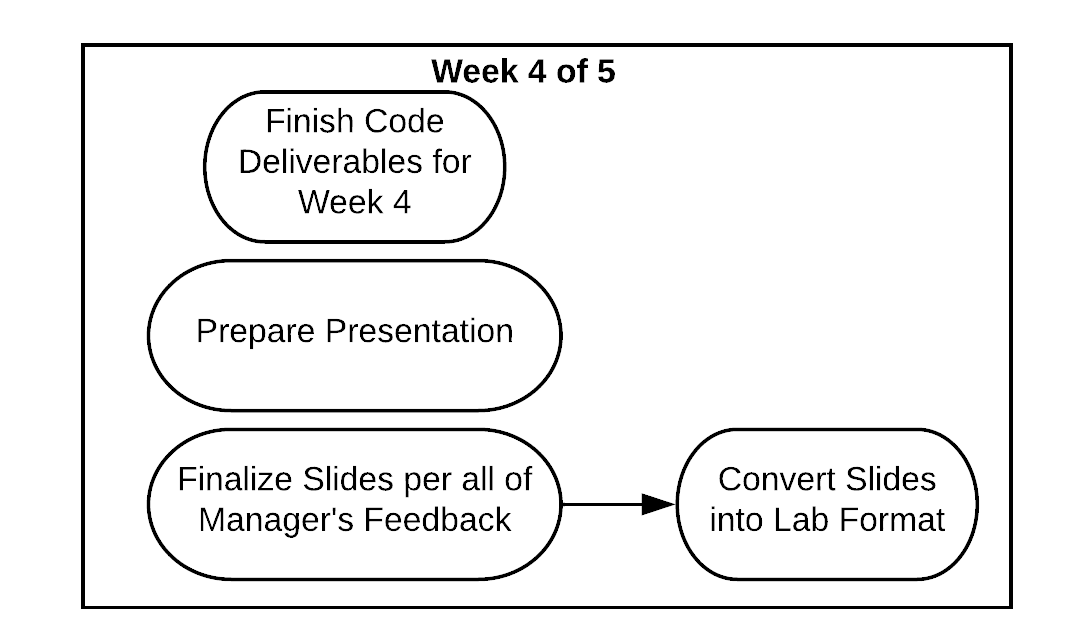 Week 4 of 5
Finish Code
Deliverables for
Week 4
Prepare Presentation
Finalize Slides per all of
Manager's Feedback
Convert Slides
into Lab Format